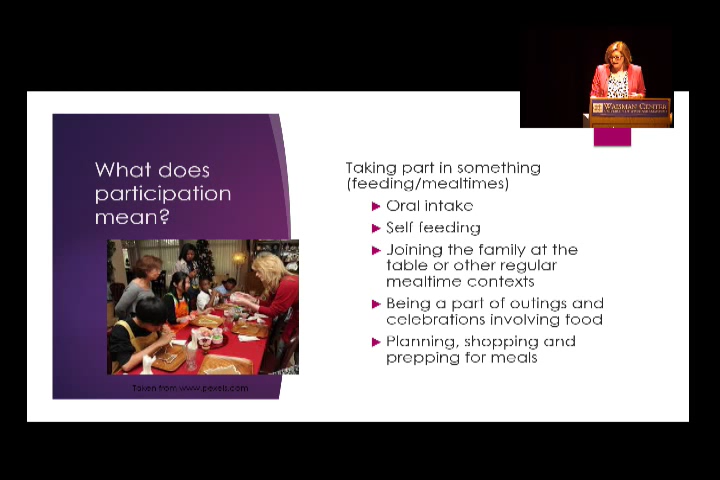 WAISMAN CENTER
What does
participation
mean?
Taken from www.pexels.com
Taking part in something
(feeding/mealtimes)
Oral intake
Self feeding
Joining the family at the
table or other regular
mealtime contexts
Being a part of outings and
celebrations involving food
Planning, shopping and
prepping for meals